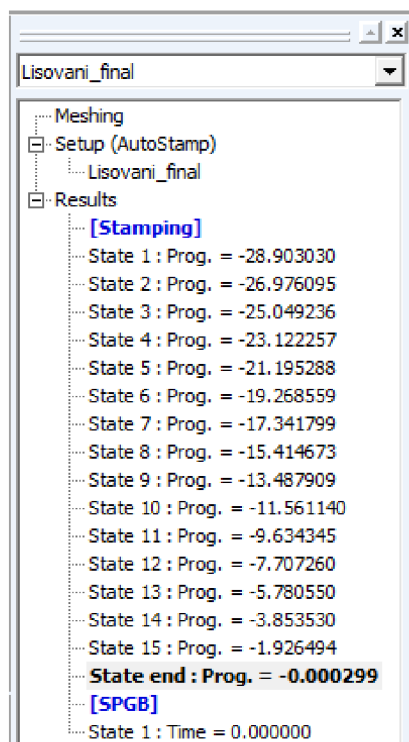 Lisovani_final
Meshing
Setup (AutoStamp)
Lisovani_final
Results
[Stamping]
State 1 : Prog. = -28.903030
State 2 : Prog. = -26.976095
State 3 : Prog. = -25.049236
State 4 : Prog. = -23.122257
State 5 : Prog. = -21.195288
State 6 : Prog. = -19.268559
State 7 : Prog. = -17.341799
State 8 : Prog. = -15.414673
State 9 : Prog. = -13.487909
State 10 : Prog. = -11.561140
State 11 : Prog. = -9.634345
State 12 : Prog. = -7.707260
State 13 : Prog. = -5.780550
State 14 : Prog. = -3.853530
State 15 : Prog. = -1.926494
State end : Prog. = -0.000299
[SPGB]
State 1 : Time = 0.000000